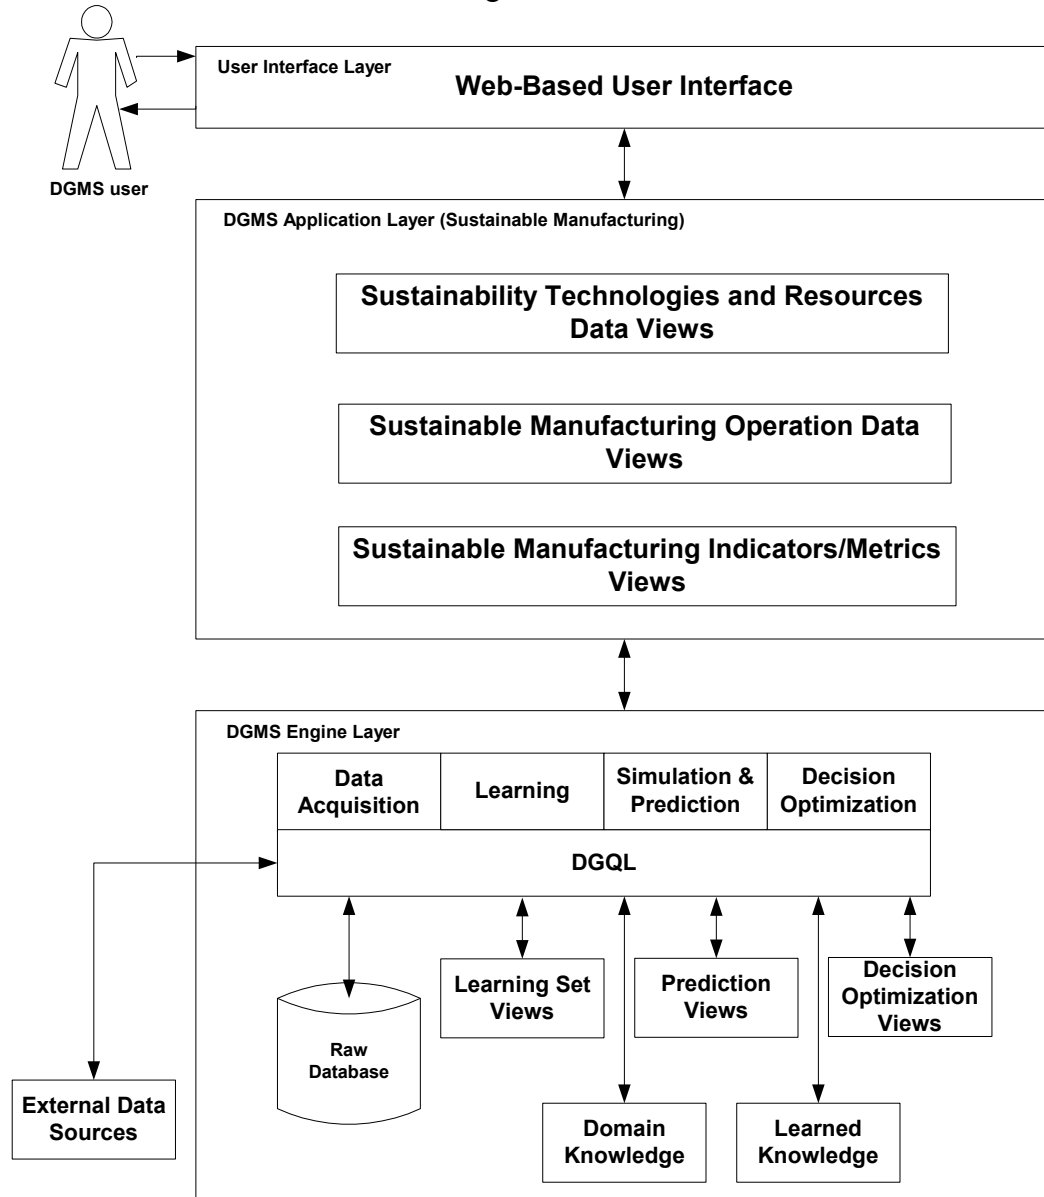 User Interface Layer
Web-Based User Interface
DGMS user
DGMS Application Layer (Sustainable Manufacturing)
Sustainability Technologies and Resources
Data Views
Sustainable Manufacturing Operation Data
Views
Sustainable Manufacturing Indicators/Metrics
Views
DGMS Engine Layer
Data
Acquisition
Learning
Simulation &
Prediction
Decision
Optimization
DGQL
Learning Set
Views
Prediction
Views
Decision
Optimization
Views
Raw
Database
External Data
Sources
Domain
Knowledge
Learned
Knowledge